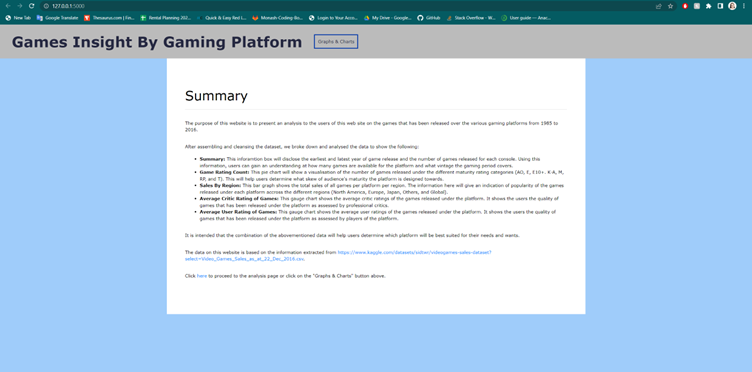 127.0.0.1:5000
New Tab Google Translate Thesaurus.com | Fre... Rental Planning 202... Quick & Easy Red L... Monash-Coding-Bo... Login to Your Acco... My Drive - Google... GitHub Stack Overflow - W... User guide — Anac...
Games Insight By Gaming Platform Graphs & Charts
Summary
The purpose of this website is to present an analysis to the users of this web site on the games that has been released over the various gaming platforms from 1985 to
2016.
After assembling and cleansing the dataset, we broke down and analysed the data to show the following:
• Summary: This inforamtion box will disclose the earliest and latest year of game release and the number of games released for each console. Using this
information, users can gain an understanding at how many games are available for the platform and what vintage the gaming period covers.
• Game Rating Count: This pie chart will show a visualisation of the number of games released under the different maturity rating categories (AO, E, E10+, K-A, M,
RP, and T). This will help users determine what skew of audience's maturity the platform is designed towards.
• Sales By Region: This bar graph shows the total sales of all games per platform per region. The information here will give an indication of popularity of the games
released under each platform accross the different regions (North America, Europe, Japan, Others, and Global).
• Average Critic Rating of Games: This gauge chart shows the average critic ratings of the games released under the platform. It shows the users the quality of
games that has been released under the platform as assessed by professional critics.
• Average User Rating of Games: This gauge chart shows the average user ratings of the games released under the platform. It shows the users the quality of
games that has been released under the platform as assessed by players of the platform.
It is intended that the combination of the abovementioned data will help users determine which platform will be best suited for their needs and wants.
The data on this website is based on the information extracted from https://www.kaggle.com/datasets/sidtwr/videogames-sales-dataset?
select=Video_Games_Sales_as_at_22_Dec_2016.csv.
Click here to proceed to the analysis page or click on the "Graphs & Charts" button above.